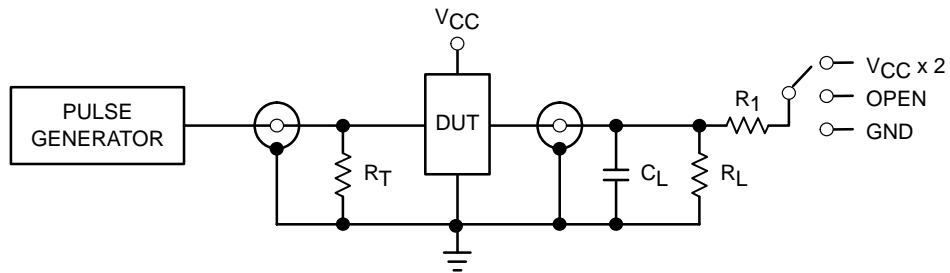 VCC
PULSE
GENERATOR
DUT
RT
CL
RL
R1
VCC x 2
OPEN
GND